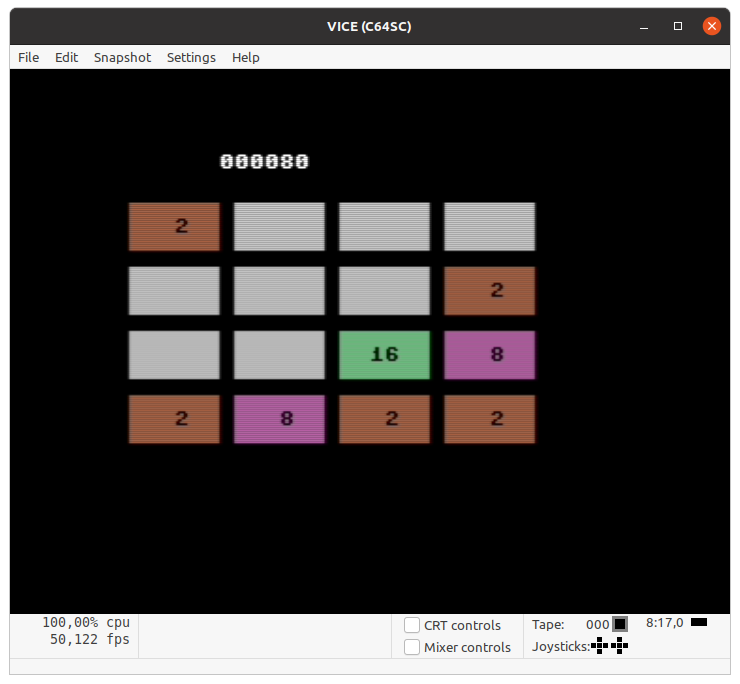 VICE (C64SC)
File Edit Snapshot Settings Help
000080
2
2
16 8
2 8 2 2
100,00% cpu
50,122 fps
CRT controls
Mixer controls
Tape: 000
Joysticks:
8:17,0